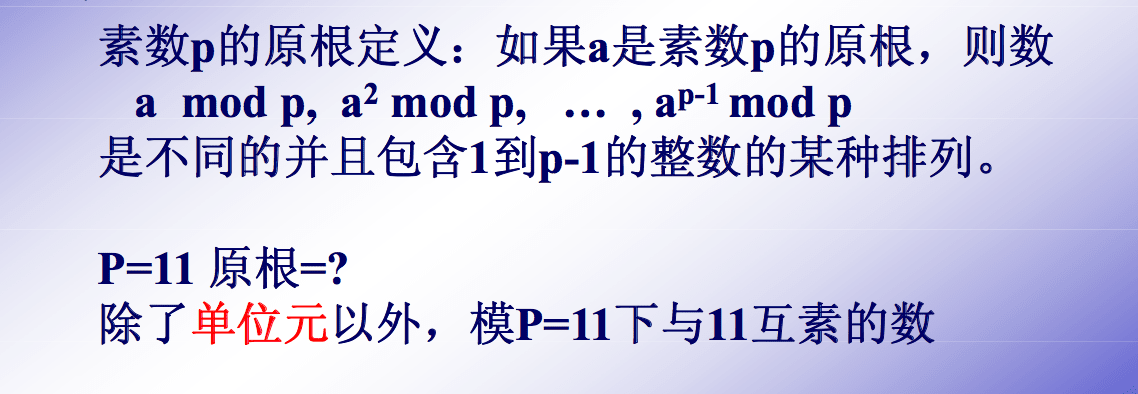 素数p的原根定义：如果a是素数p的原根，则数
a mod p, a² mod p, … , aᵖ⁻¹ mod p
是不同的并且包含1到p-1的整数的某种排列。
P=11 原根=?
除了单位元以外，模P=11下与11互素的数